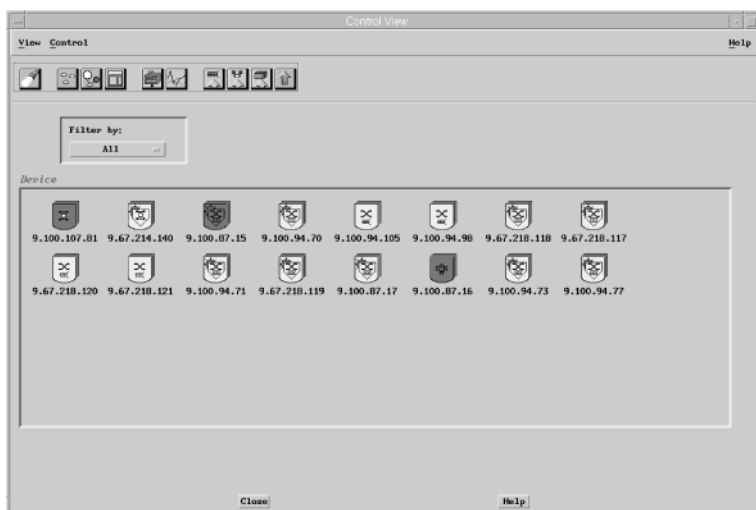 Control View
View Control Help
Filter by:
All
Device
9.100.107.81 9.67.214.140 9.100.87.15 9.100.94.70 9.100.94.105 9.100.94.98 9.67.218.118 9.67.218.117
9.67.218.120 9.67.218.121 9.100.94.71 9.67.218.119 9.100.87.17 9.100.87.16 9.100.94.73 9.100.94.77
Close Help